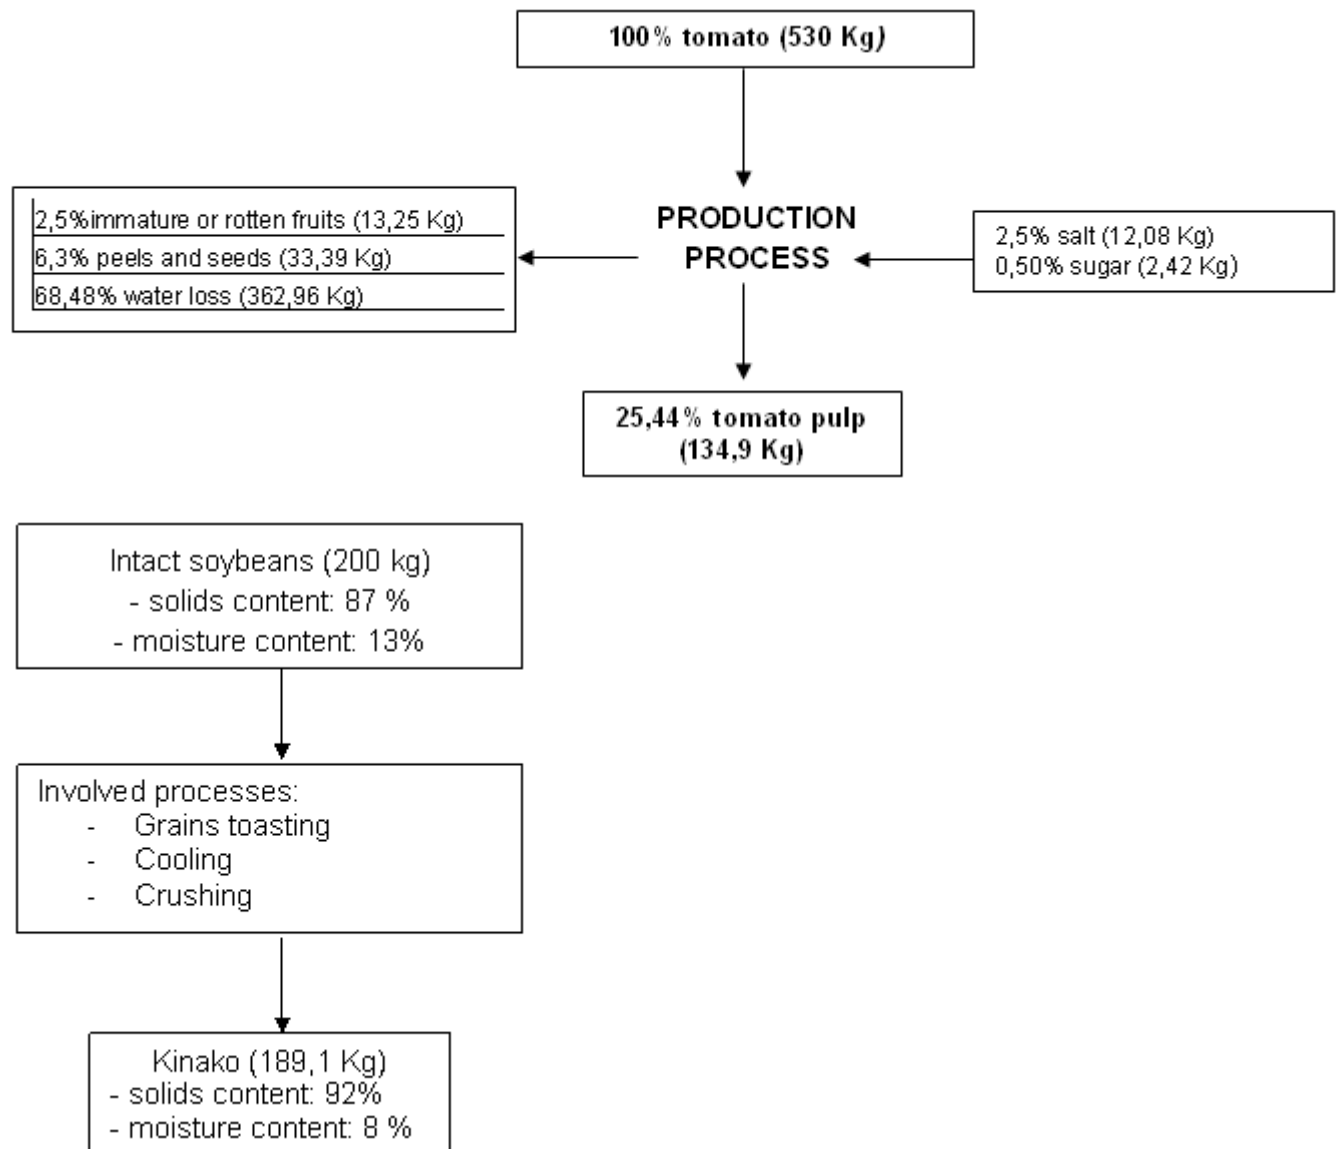 100% tomato (530 Kg)
2,5%immature or rotten fruits (13,25 Kg)
6,3% peels and seeds (33,39 Kg)
68,48% water loss (362,96 Kg)
PRODUCTION
PROCESS
2,5% salt (12,08 Kg)
0,50% sugar (2,42 Kg)
25,44% tomato pulp
(134,9 Kg)
Intact soybeans (200 kg)
- solids content: 87 %
- moisture content: 13%
Involved processes:
- Grains toasting
- Cooling
- Crushing
Kinako (189,1 Kg)
- solids content: 92%
- moisture content: 8 %